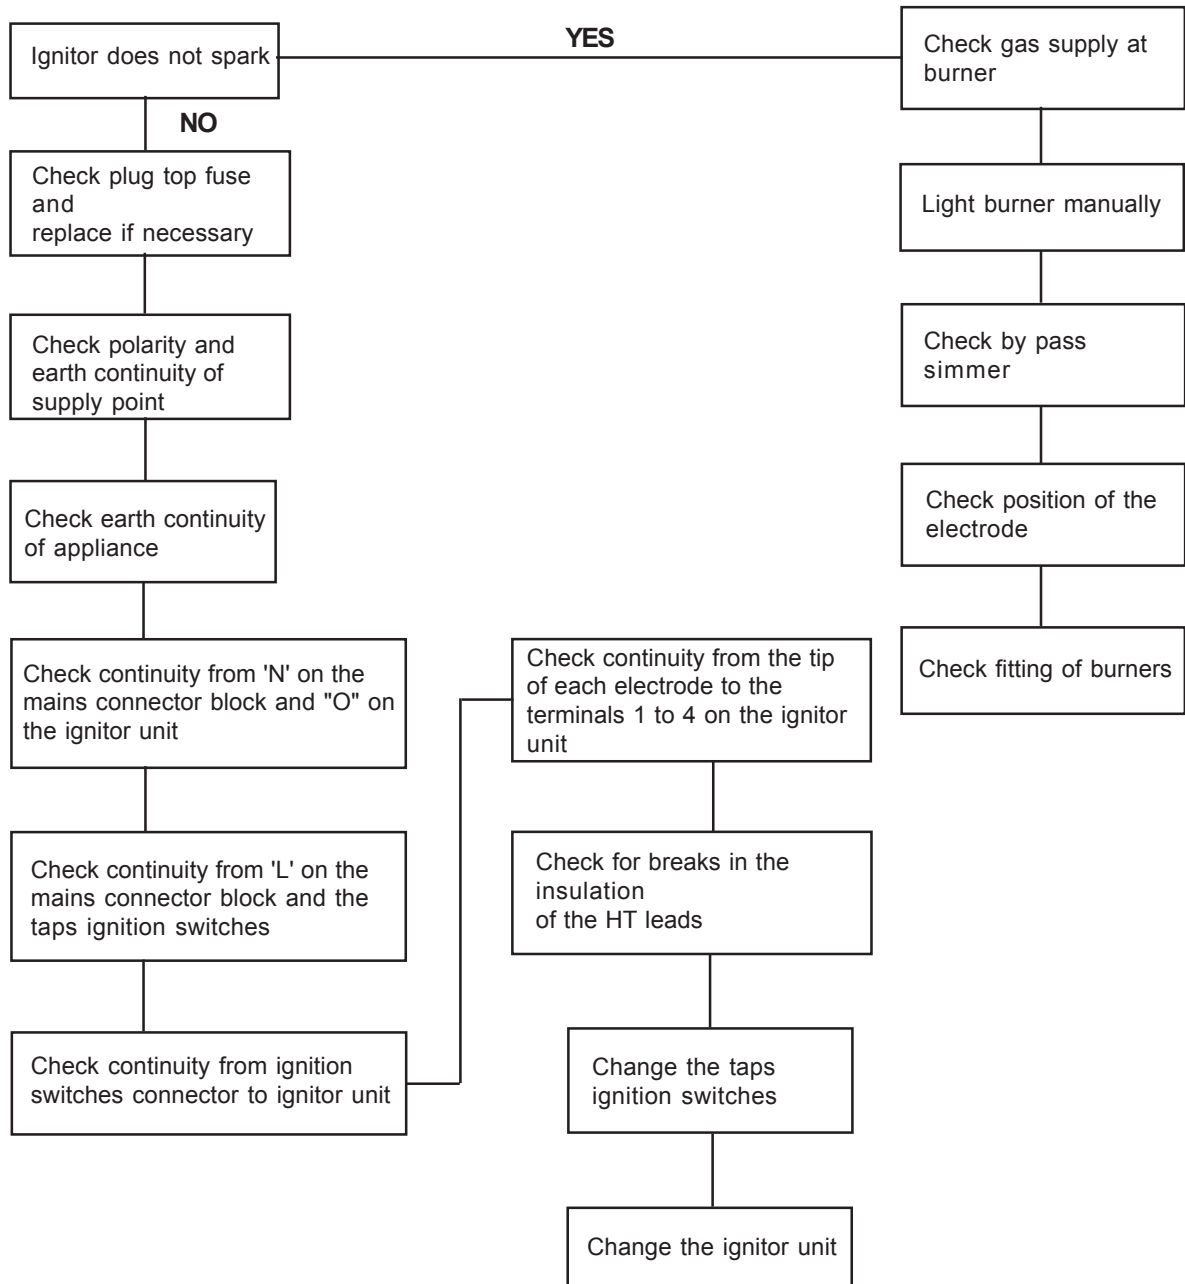 Ignitor does not spark
YES
Check gas supply at
burner
NO
Check plug top fuse
and
replace if necessary
Light burner manually
Check polarity and
earth continuity of
supply point
Check by pass
simmer
Check earth continuity
of appliance
Check position of the
electrode
Check continuity from 'N' on the
mains connector block and "O" on
the ignitor unit
Check continuity from the tip
of each electrode to the
terminals 1 to 4 on the ignitor
unit
Check fitting of burners
Check continuity from 'L' on the
mains connector block and the
taps ignition switches
Check for breaks in the
insulation
of the HT leads
Check continuity from ignition
switches connector to ignitor unit
Change the taps
ignition switches
Change the ignitor unit